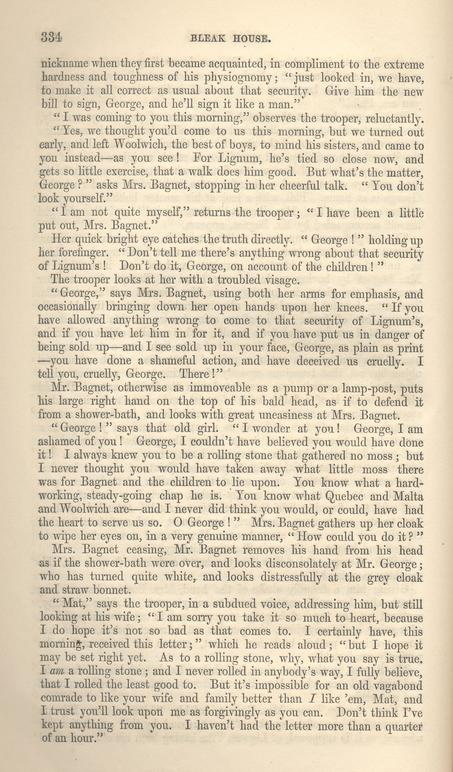 334 BLEAK HOUSE.
nickname when they first became acquainted, in compliment to the extreme
hardness and toughness of his physiognomy; “just looked in, we have,
to make it all correct as usual about that security. Give him the new
bill to sign, George, and he'll sign it like a man.”
“I was coming to you this morning,” observes the trooper, reluctantly.
“Yes, we thought you'd come to us this morning, but we turned out
early, and left Woolwich, the best of boys, to mind his sisters, and came to
you instead—as you see! For Lignum, he's tied so close now, and
gets so little exercise, that a walk does him good. But what's the matter,
George?” asks Mrs. Bagnet, stopping in her cheerful talk. “You don't
look yourself.”
“I am not quite myself,” returns the trooper; “I have been a little
put out, Mrs. Bagnet.”
Her quick bright eye catches the truth directly. “George!” holding up
her forefinger. “Don't tell me there's anything wrong about that security
of Lignum's! Don't do it, George, on account of the children!”
The trooper looks at her with a troubled visage.
“George,” says Mrs. Bagnet, using both her arms for emphasis, and
occasionally bringing down her open hands upon her knees. “If you
have allowed anything wrong to come to that security of Lignum's,
and if you have let him in for it, and if you have put us in danger of
being sold up—and I see sold up in your face, George, as plain as print
—you have done a shameful action, and have deceived us cruelly. I
tell you, cruelly, George. There!”
Mr. Bagnet, otherwise as immoveable as a pump or a lamp-post, puts
his large right hand on the top of his bald head, as if to defend it
from a shower-bath, and looks with great uneasiness at Mrs. Bagnet.
“George!” says that old girl. “I wonder at you! George, I am
ashamed of you! George, I couldn't have believed you would have done
it! I always knew you to be a rolling stone that gathered no moss; but
I never thought you would have taken away what little moss there
was for Bagnet and the children to lie upon. You know what a hard-
working, steady-going chap he is. You know what Quebec and Malta
and Woolwich are—and I never did think you would, or could, have had
the heart to serve us so. O George!” Mrs. Bagnet gathers up her cloak
to wipe her eyes on, in a very genuine manner, “How could you do it?”
Mrs. Bagnet ceasing, Mr. Bagnet removes his hand from his head
as if the shower-bath were over, and looks disconsolately at Mr. George;
who has turned quite white, and looks distressfully at the grey cloak
and straw bonnet.
“Mat,” says the trooper, in a subdued voice, addressing him, but still
looking at his wife; “I am sorry you take it so much to heart, because
I do hope it's not so bad as that comes to. I certainly have, this
morning, received this letter;” which he reads aloud; “but I hope it
may be set right yet. As to a rolling stone, why, what you say is true.
I am a rolling stone; and I never rolled in anybody's way, I fully believe,
that I rolled the least good to. But it's impossible for an old vagabond
comrade to like your wife and family better than I like 'em, Mat, and
I trust you'll look upon me as forgivingly as you can. Don't think I've
kept anything from you. I haven't had the letter more than a quarter
of an hour.”